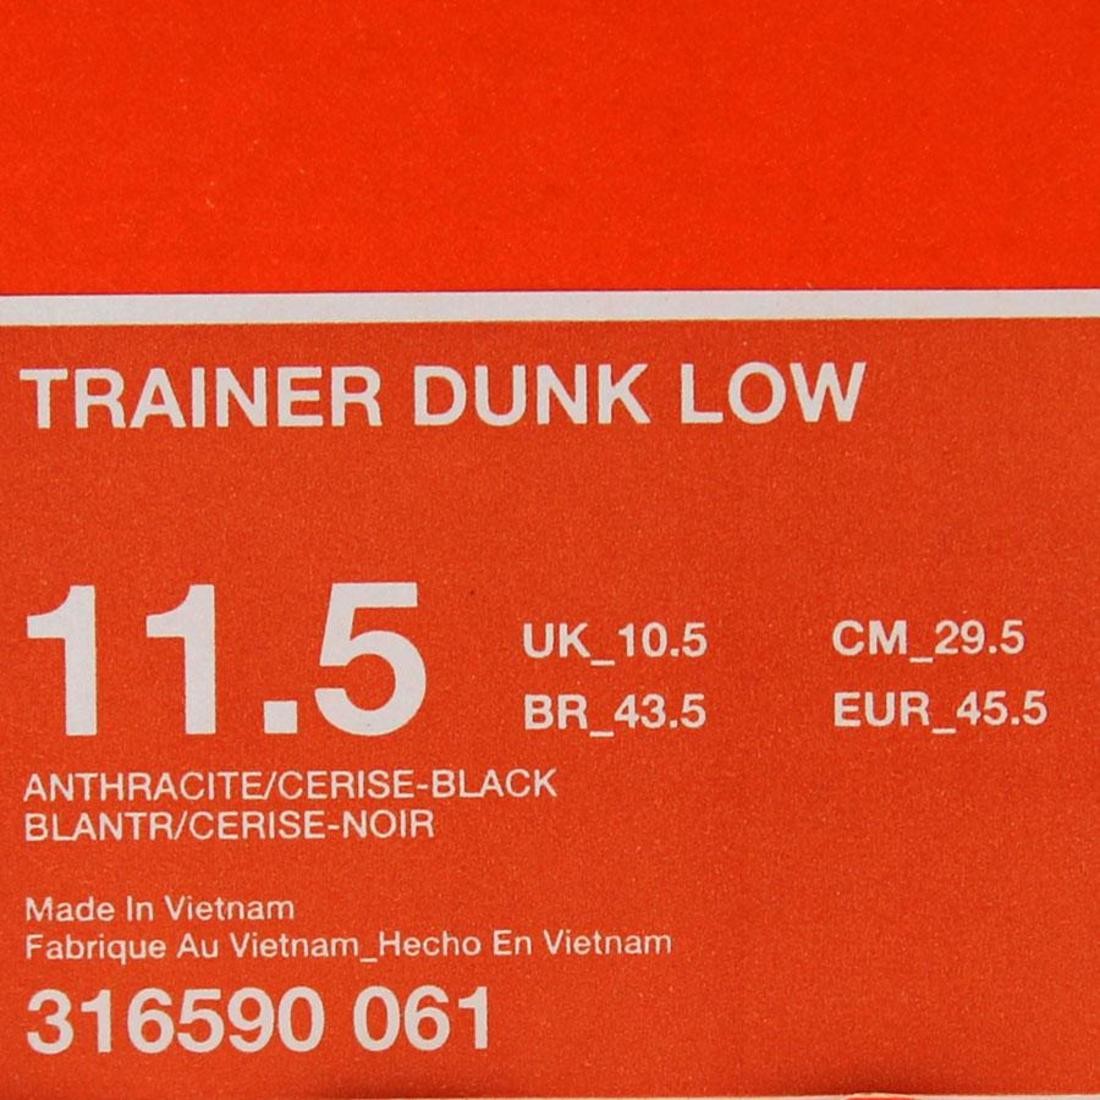 TRAINER DUNK LOW
11.5
UK_10.5 CM_29.5
BR_43.5 EUR_45.5
ANTHRACITE/CERISE-BLACK
BLANTR/CERISE-NOIR
Made In Vietnam
Fabrique Au Vietnam_Hecho En Vietnam
316590 061